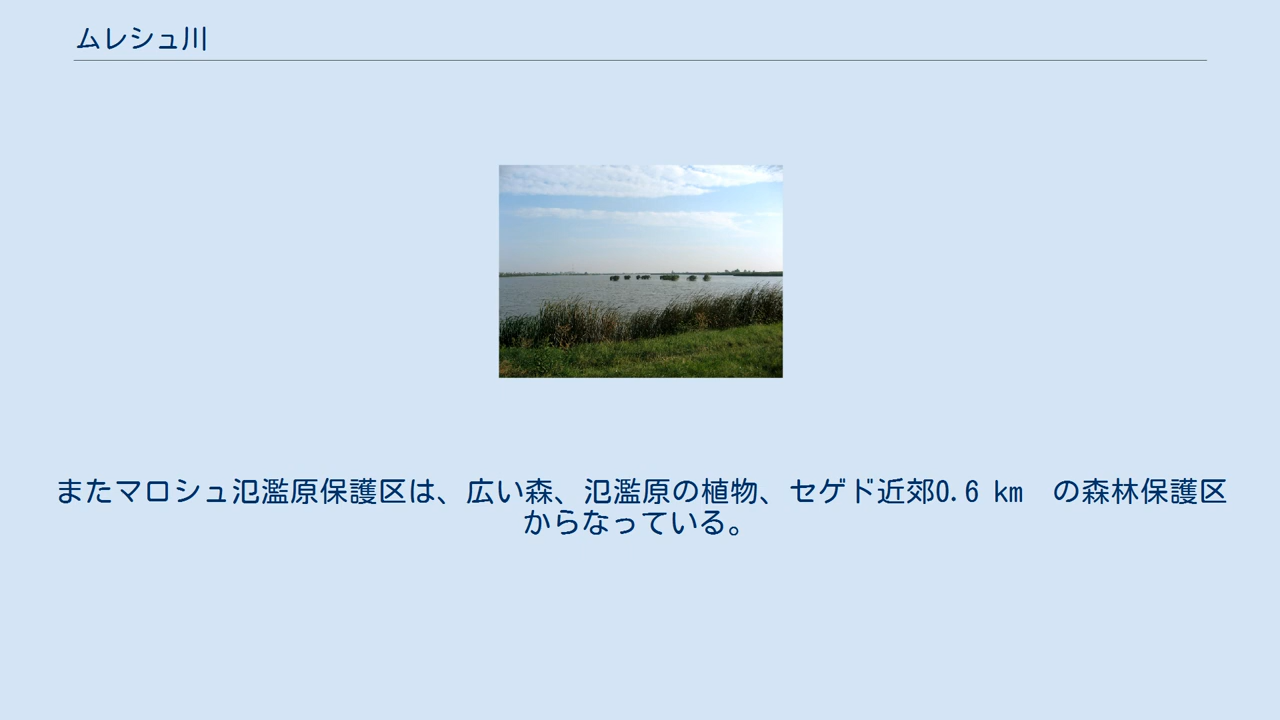 ムレシュ川
またマロシュ氾濫原保護区は、広い森、氾濫原の植物、セゲド近郊0.6 km　の森林保護区
からなっている。